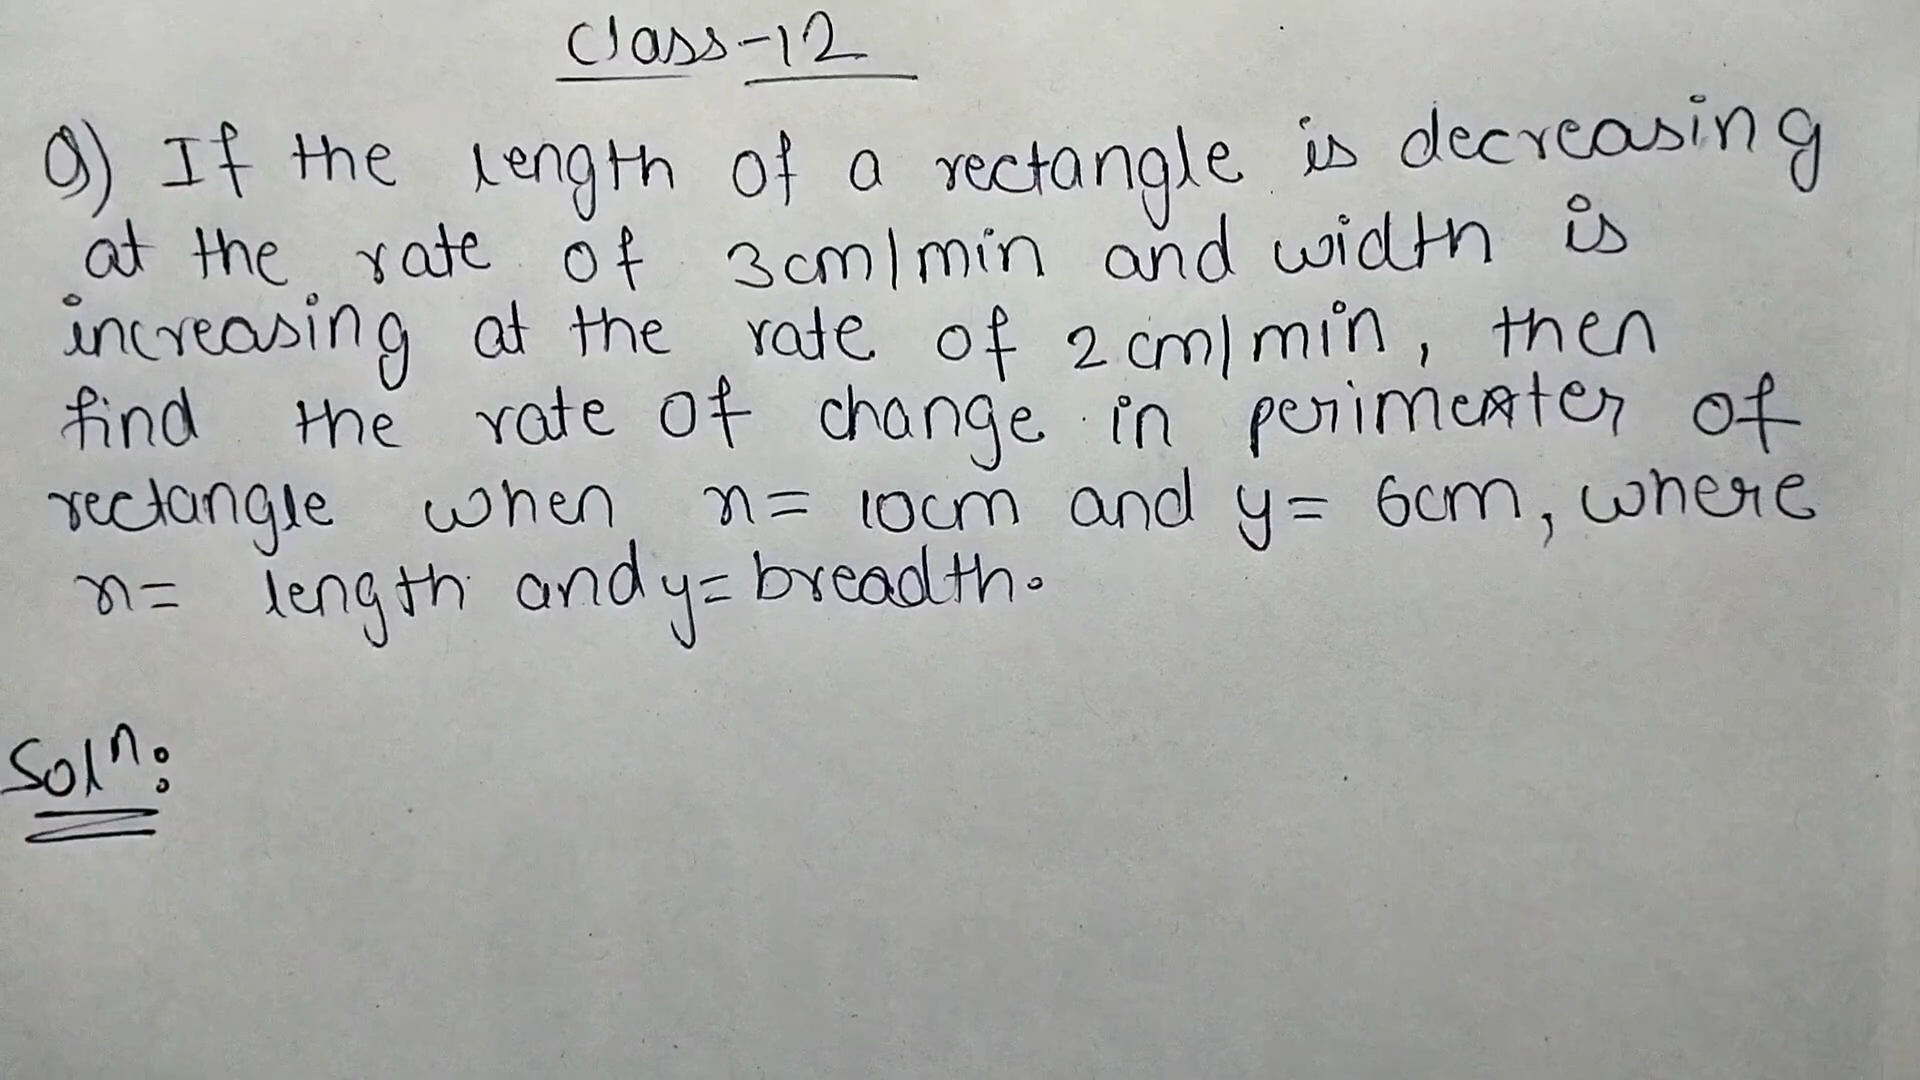 Class-12
Q) If the length of a rectangle is decreasing
at the rate of 3cm/min and width is
increasing at the rate of 2cm/min, then
find the rate of change in perimeter of
rectangle when x= 10cm and y= 6cm, where
x= length and y= breadth.
Solⁿ: